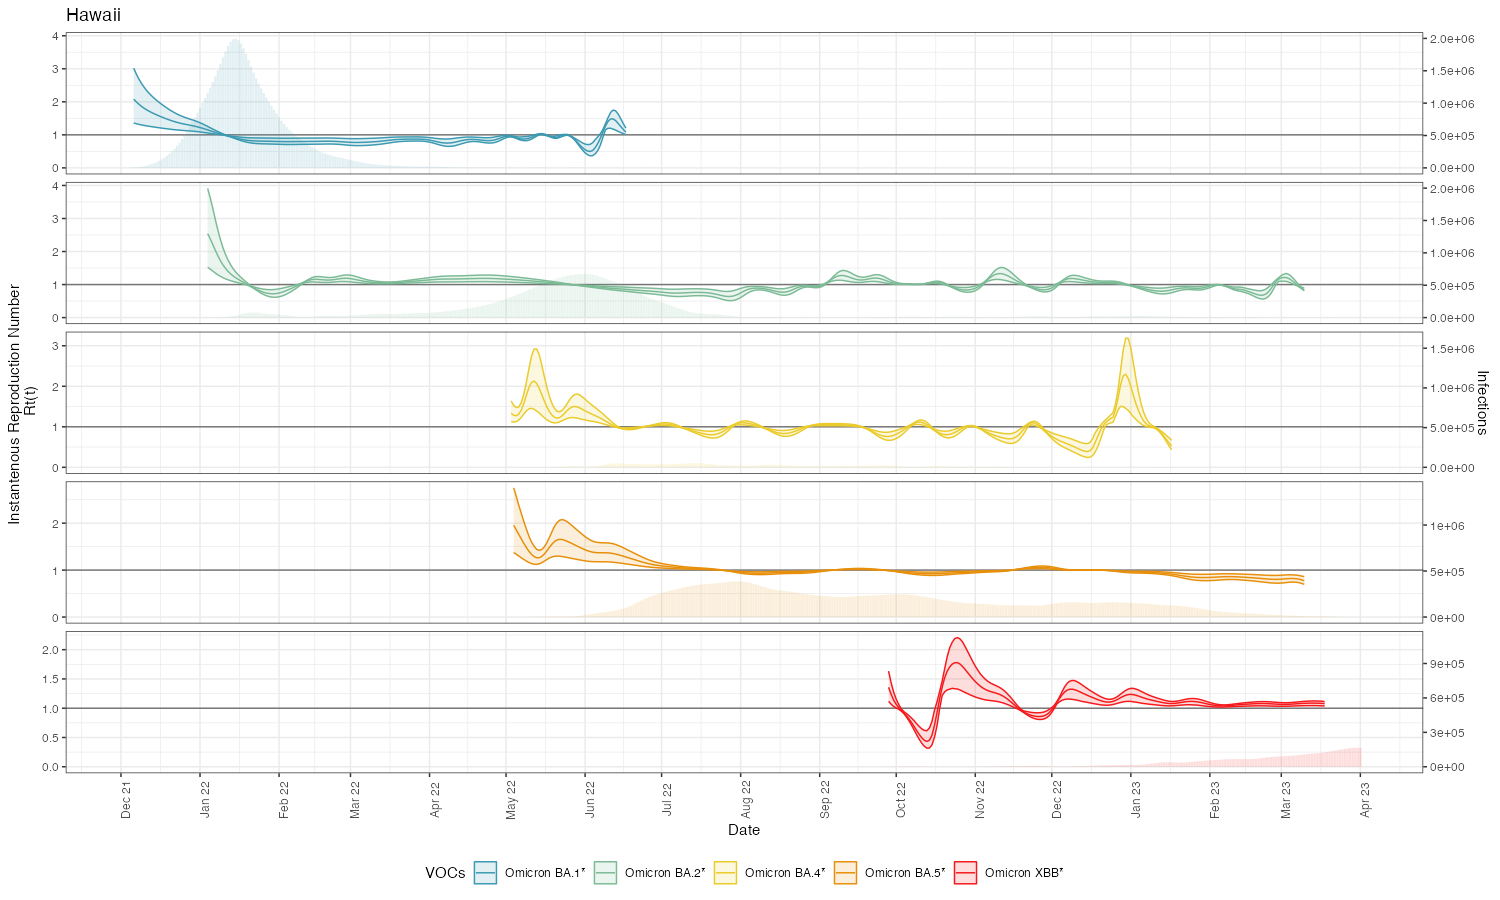 Hawaii
Instantenous Reproduction Number
Rt(t)
4
3
2
1
0
2.0e+06
1.5e+06
1.0e+06
5.0e+05
0.0e+00
4
3
2
1
0
2.0e+06
1.5e+06
1.0e+06
5.0e+05
0.0e+00
3
2
1
0
1.5e+06
1.0e+06
5.0e+05
0.0e+00
2
1
0
1e+06
5e+05
0e+00
2.0
1.5
1.0
0.5
0.0
9e+05
6e+05
3e+05
0e+00
Infections
Dec 21
Jan 22
Feb 22
Mar 22
Apr 22
May 22
Jun 22
Jul 22
Aug 22
Sep 22
Oct 22
Nov 22
Dec 22
Jan 23
Feb 23
Mar 23
Apr 23
Date
VOCs
Omicron BA.1*
Omicron BA.2*
Omicron BA.4*
Omicron BA.5*
Omicron XBB*